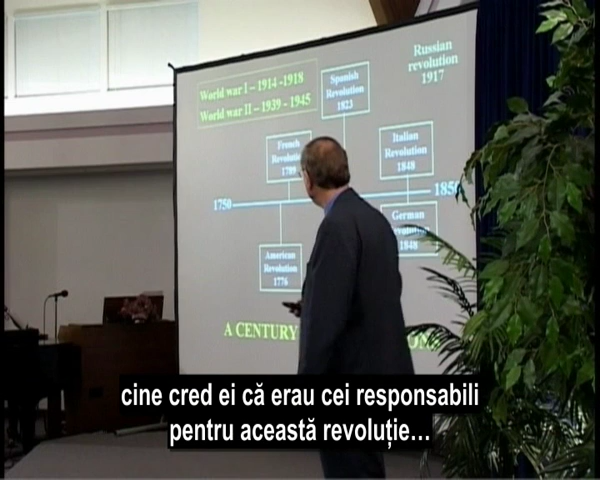 World war I - 1914 -1918
World war II - 1939 - 1945
Spanish
Revolution
1823
Russian
revolution
1917
French
Revolution
1789
Italian
Revolution
1848
1750
1850
American
Revolution
1776
German
1848
A CENTURY
cine cred ei că erau cei responsabili
pentru această revoluție...